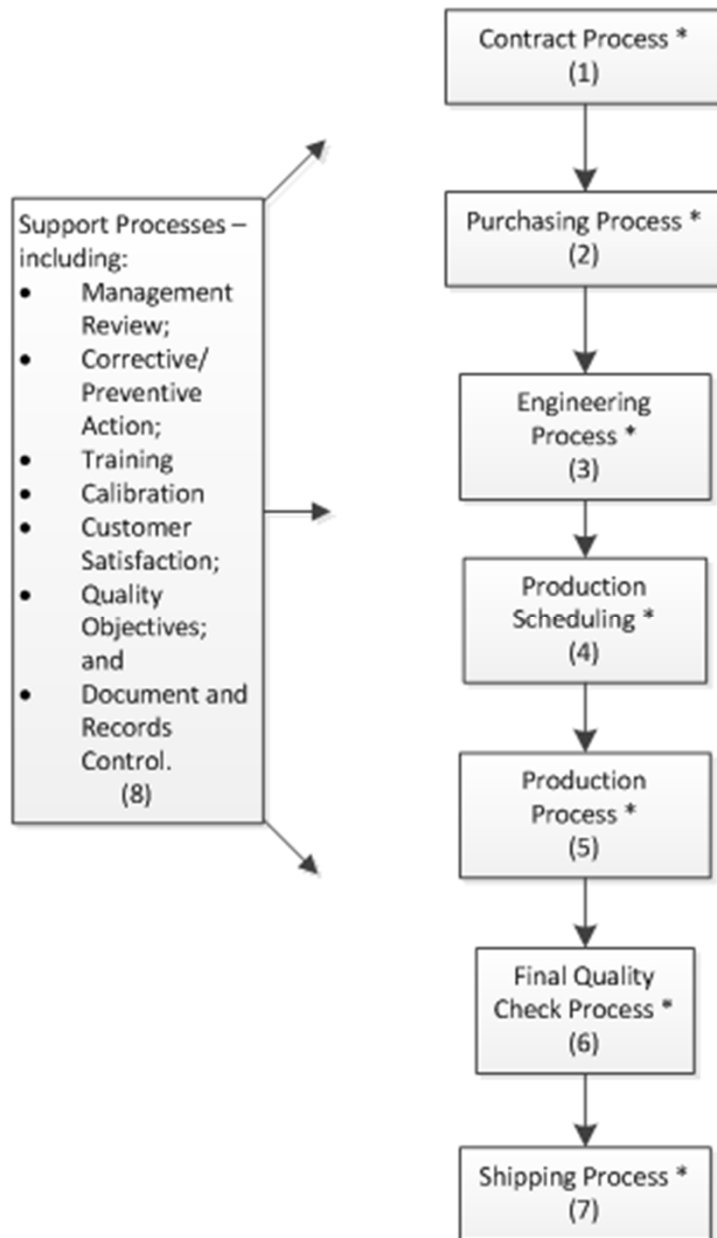 Contract Process *
(1)
Purchasing Process *
(2)
Engineering
Process *
(3)
Production
Scheduling *
(4)
Production
Process *
(5)
Final Quality
Check Process *
(6)
Shipping Process *
(7)
Support Processes –
including:
• Management
Review;
• Corrective/
Preventive
Action;
• Training
• Calibration
• Customer
Satisfaction;
• Quality
Objectives;
and
• Document and
Records
Control.
(8)